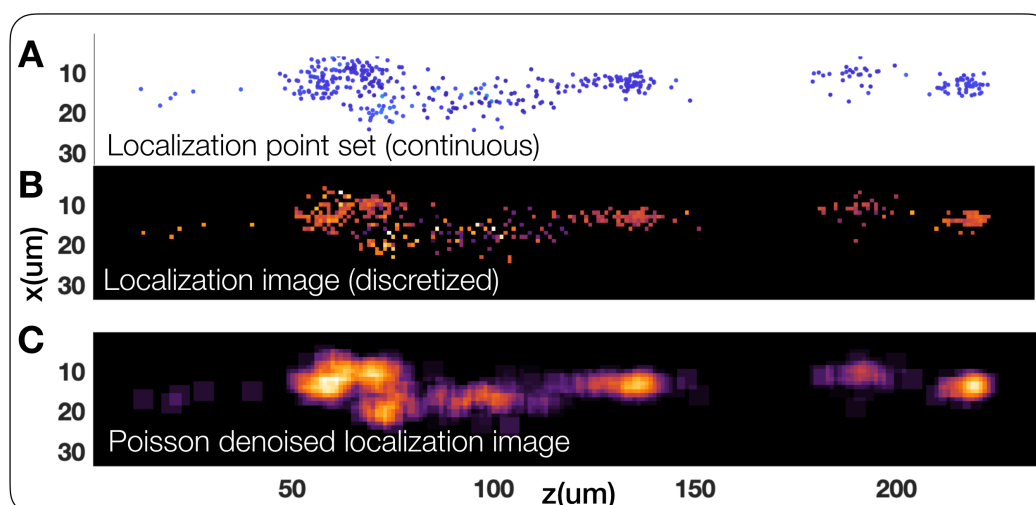 A
10
20
30
Localization point set (continuous)
B
10
20
30
x(um)
Localization image (discretized)
C
10
20
30
Poisson denoised localization image
50
100
z(um)
150
200